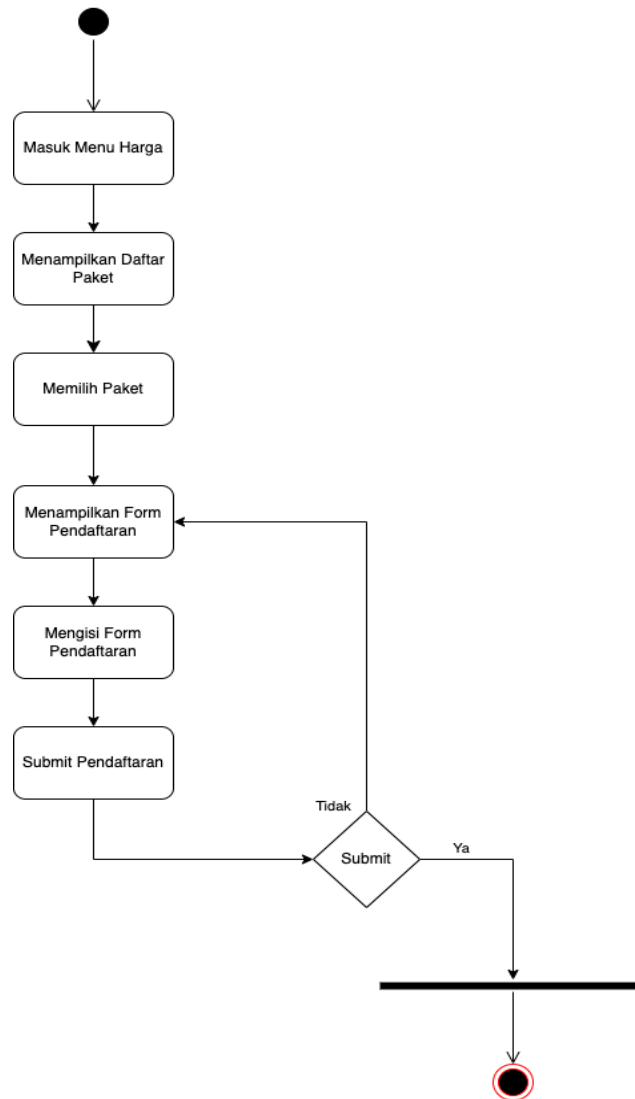 Masuk Menu Harga
Menampilkan Daftar
Paket
Memilih Paket
Menampilkan Form
Pendaftaran
Mengisi Form
Pendaftaran
Submit Pendaftaran
Tidak
Submit
Ya